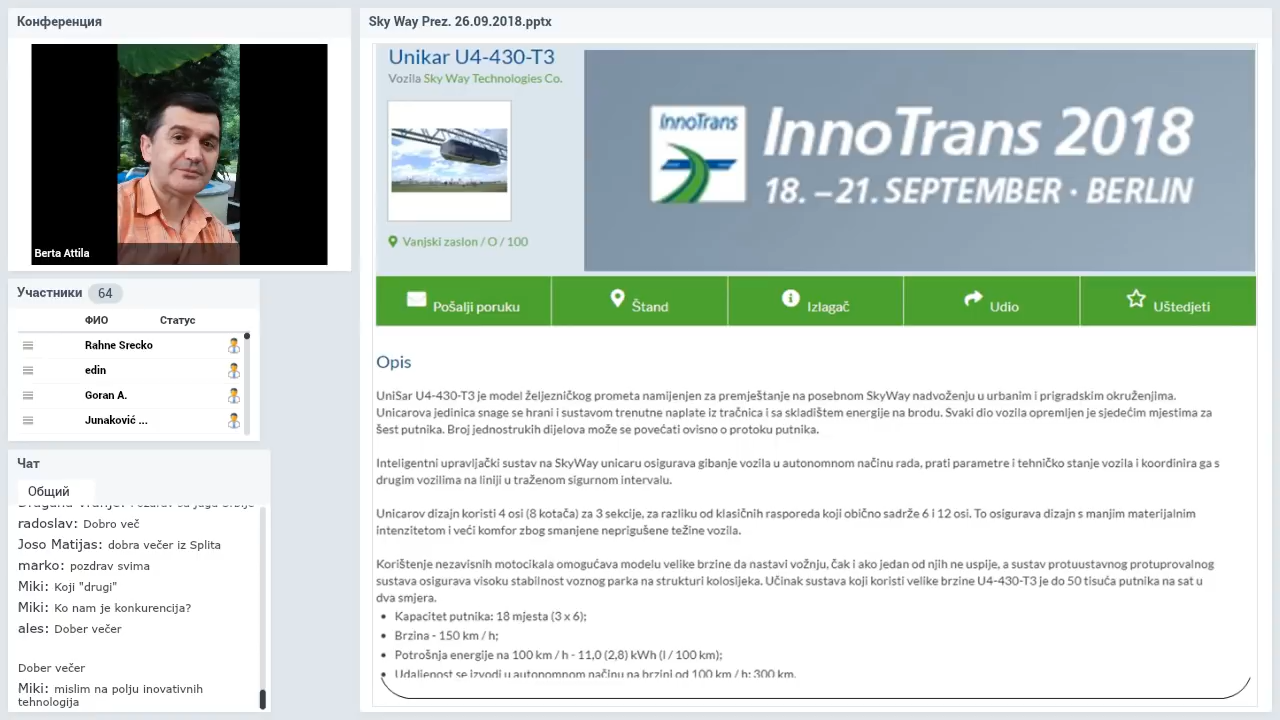 Конференция
Berta Attila
Участники 64
ФИО Статус
Rahne Srecko
edin
Goran A.
Junaković ...
Чат
Общий
radoslav: Dobro več
Joso Matijas: dobra večer iz Splita
marko: pozdrav svima
Miki: Koji "drugi"
Miki: Ko nam je konkurencija?
ales: Dober večer
Dober večer
Miki: mislim na polju inovativnih
tehnologija
Sky Way Prez. 26.09.2018.pptx
Unikar U4-430-T3
Vozila Sky Way Technologies Co.
Vanjski zaslon / O / 100
InnoTrans
InnoTrans 2018
18. – 21. SEPTEMBER · BERLIN
Pošalji poruku
Štand
Izlagač
Udio
Uštedjeti
Opis
UniSar U4-430-T3 je model željezničkog prometa namijenjen za premještanje na posebnom SkyWay nadvoženju u urbanim i prigradskim okruženjima.
Unicarova jedinica snage se hrani i sustavom trenutne naplate iz tračnica i sa skladištem energije na brodu. Svaki dio vozila opremljen je sjedećim mjestima za
šest putnika. Broj jednostrukih dijelova može se povećati ovisno o protoku putnika.
Inteligentni upravljački sustav na SkyWay unicaru osigurava gibanje vozila u autonomnom načinu rada, prati parametre i tehničko stanje vozila i koordinira ga s
drugim vozilima na liniji u traženom sigurnom intervalu.
Unicarov dizajn koristi 4 osi (8 kotača) za 3 sekcije, za razliku od klasičnih rasporeda koji obično sadrže 6 i 12 osi. To osigurava dizajn s manjim materijalnim
intenzitetom i veći komfor zbog smanjene neprigušene težine vozila.
Korištenje nezavisnih motocikala omogućava modelu velike brzine da nastavi vožnju, čak i ako jedan od njih ne uspije, a sustav protuustavnog protuprovalnog
sustava osigurava visoku stabilnost voznog parka na strukturi kolosijeka. Učinak sustava koji koristi velike brzine U4-430-T3 je do 50 tisuća putnika na sat u
dva smjera.
• Kapacitet putnika: 18 mjesta (3 x 6);
• Brzina - 150 km / h;
• Potrošnja energije na 100 km / h - 11,0 (2,8) kWh (l / 100 km);
• Udaljenost se izvodi u autonomnom načinu na brzini od 100 km / h: 300 km.